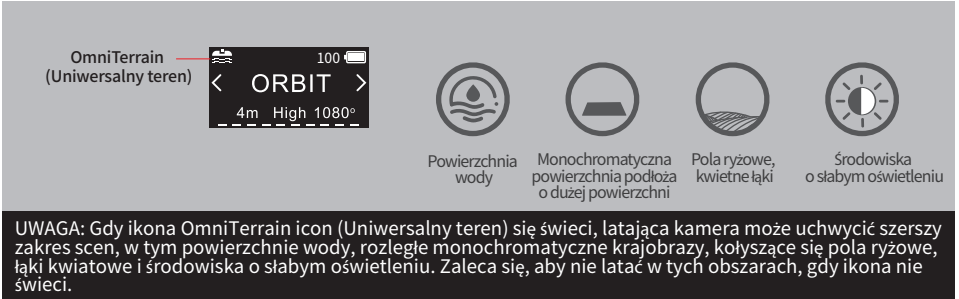 OmniTerrain
(Uniwersalny teren)
100
< ORBIT >
4m High 1080°
Powierzchnia
wody
Monochromatyczna
powierzchnia podłoża
o dużej powierzchni
Pola ryżowe,
kwietne łąki
Środowiska
o słabym oświetleniu
UWAGA: Gdy ikona OmniTerrain icon (Uniwersalny teren) się świeci, latająca kamera może uchwycić szerszy
zakres scen, w tym powierzchnie wody, rozległe monochromatyczne krajobrazy, kołyszące się pola ryżowe,
łąki kwiatowe i środowiska o słabym oświetleniu. Zaleca się, aby nie latać w tych obszarach, gdy ikona nie
świeci.